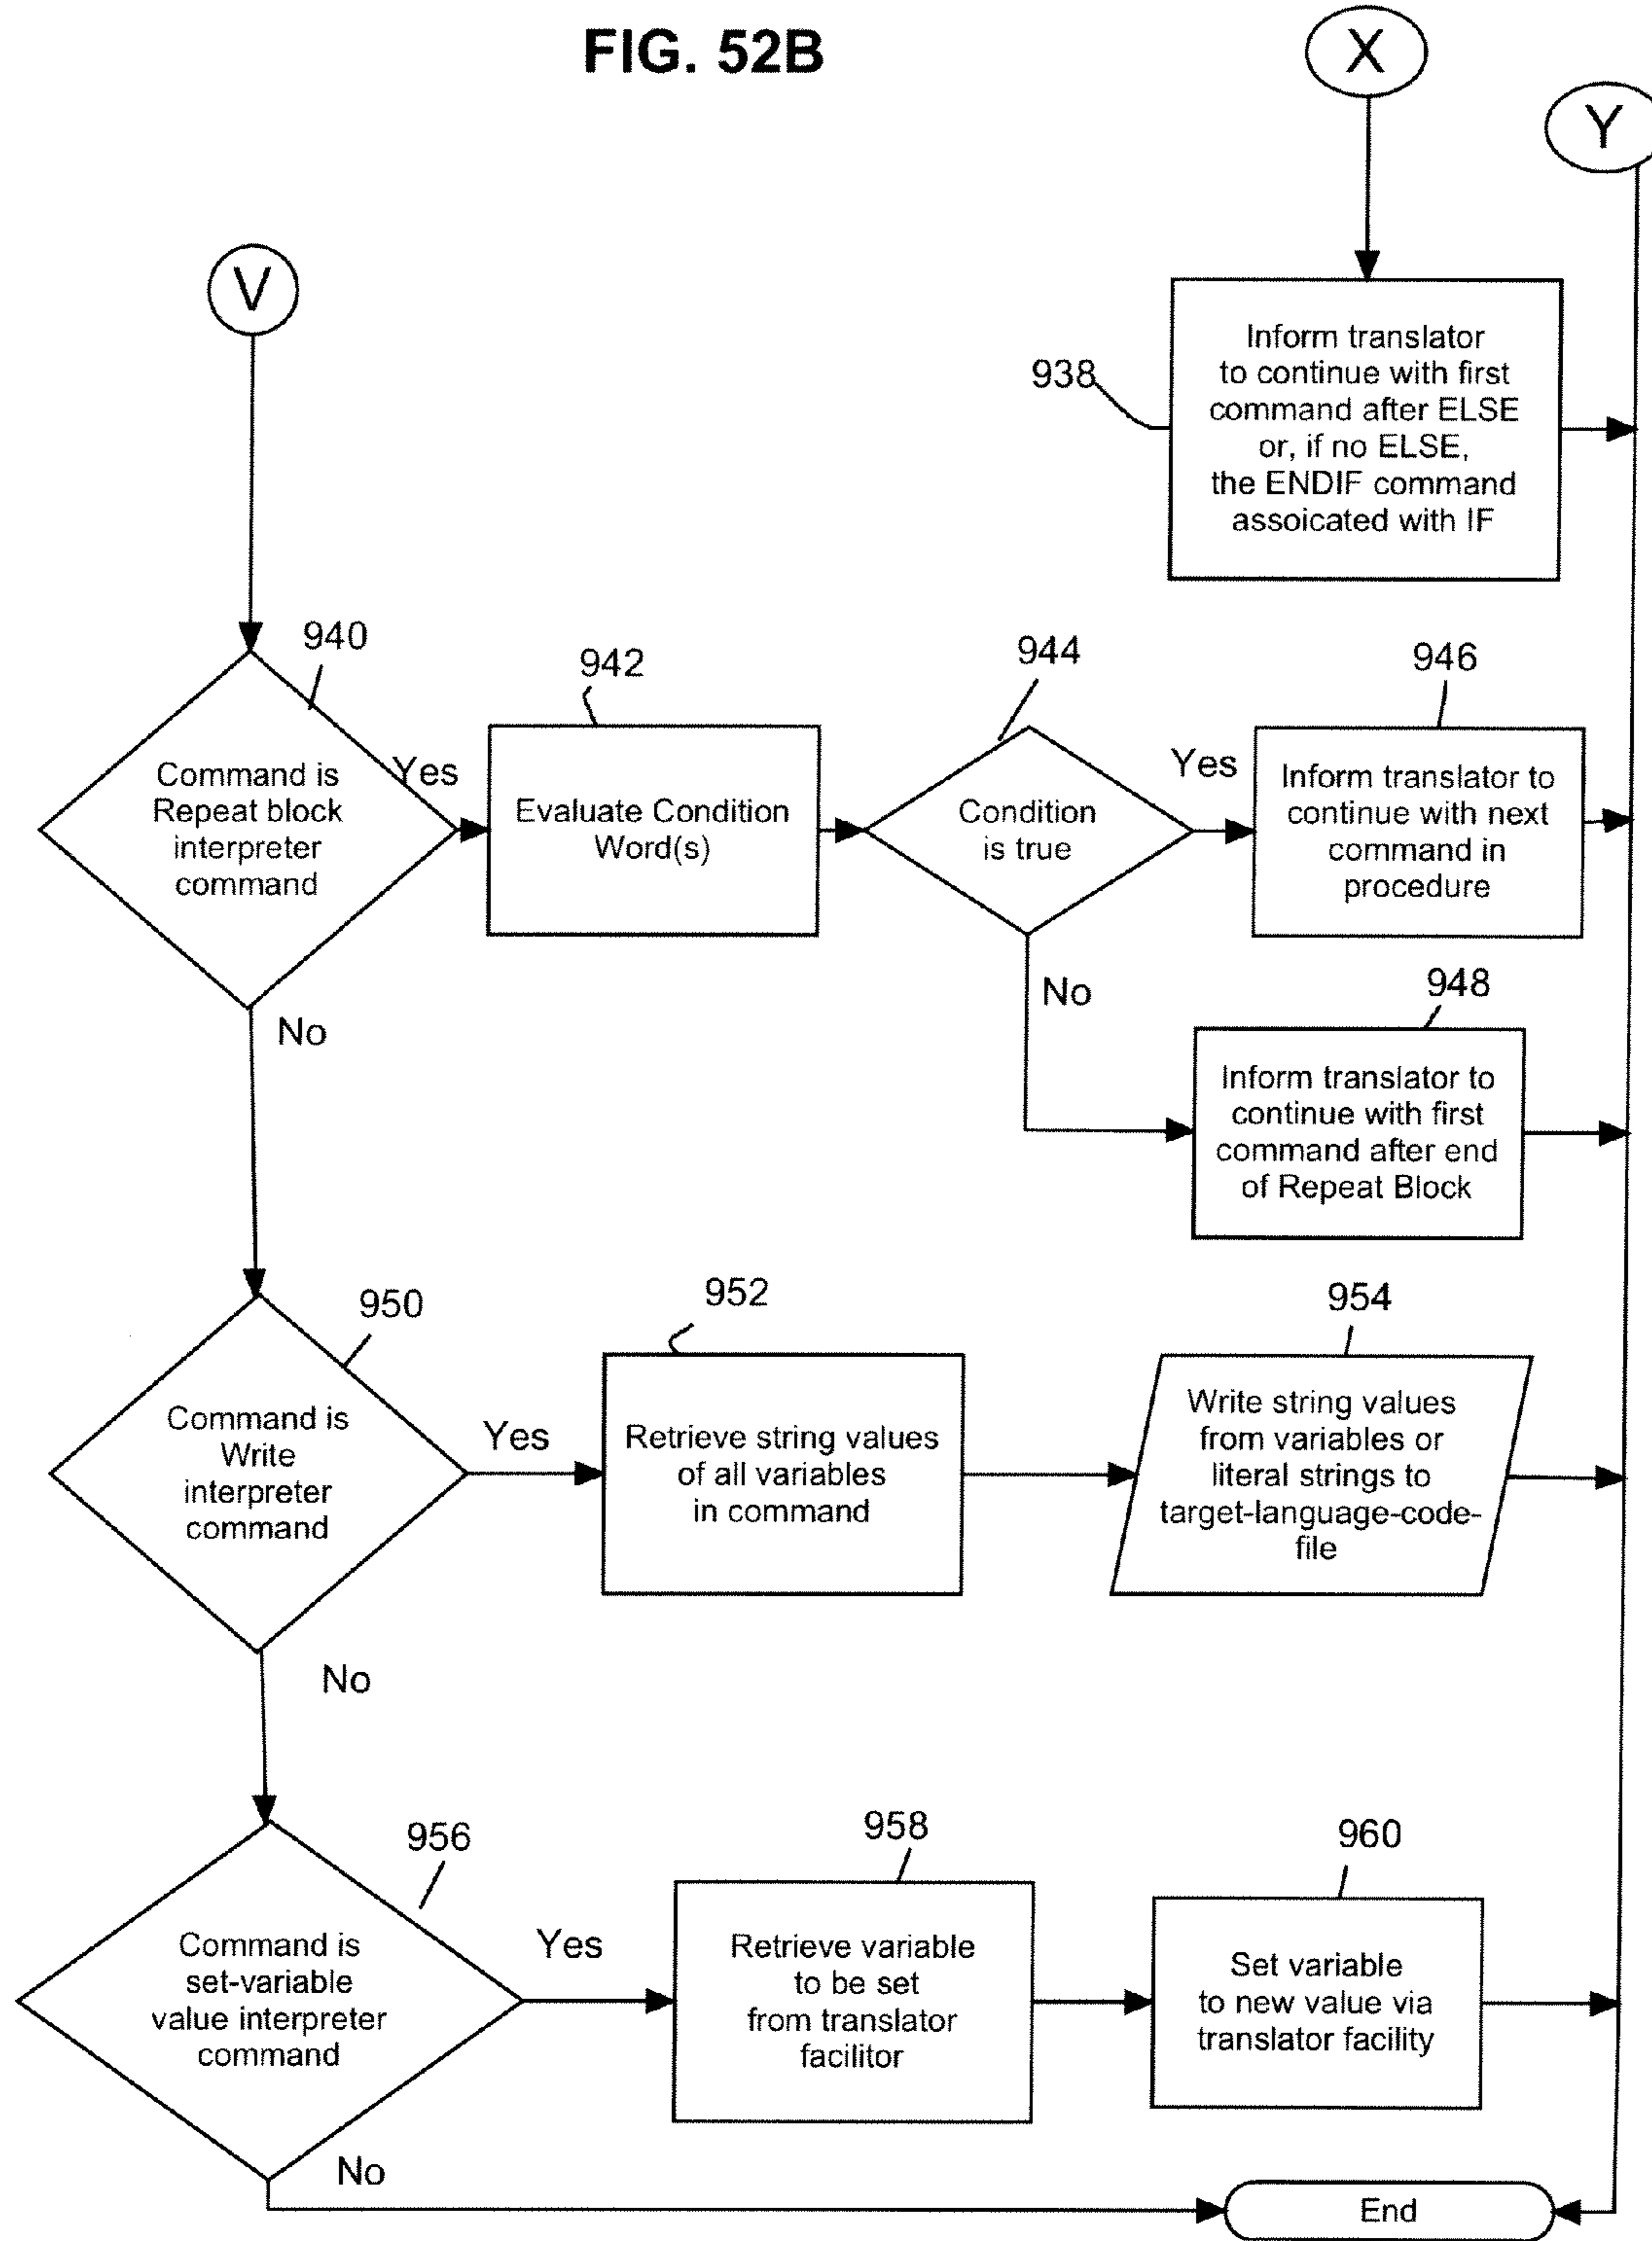 FIG. 52B
X
Y
V
938
Inform translator
to continue with first
command after ELSE
or, if no ELSE,
the ENDIF command
assoicated with IF
940
Command is
Repeat block
interpreter
command
Yes
942
Evaluate Condition
Word(s)
944
Condition
is true
Yes
946
Inform translator to
continue with next
command in
procedure
No
948
Inform translator to
continue with first
command after end
of Repeat Block
No
950
Command is
Write
interpreter
command
Yes
952
Retrieve string values
of all variables
in command
954
Write string values
from variables or
literal strings to
target-language-code-
file
No
956
Command is
set-variable
value interpreter
command
Yes
958
Retrieve variable
to be set
from translator
facilitor
960
Set variable
to new value via
translator facility
No
End